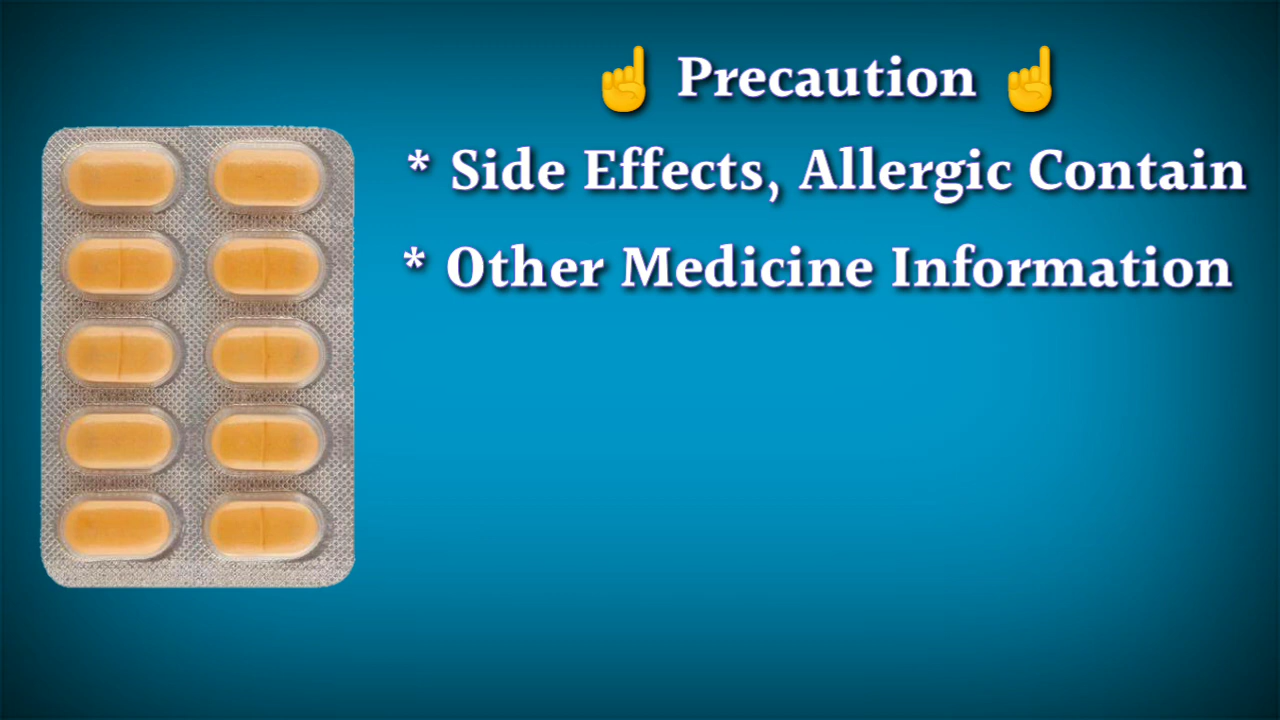 ☝ Precaution ☝
* Side Effects, Allergic Contain
* Other Medicine Information